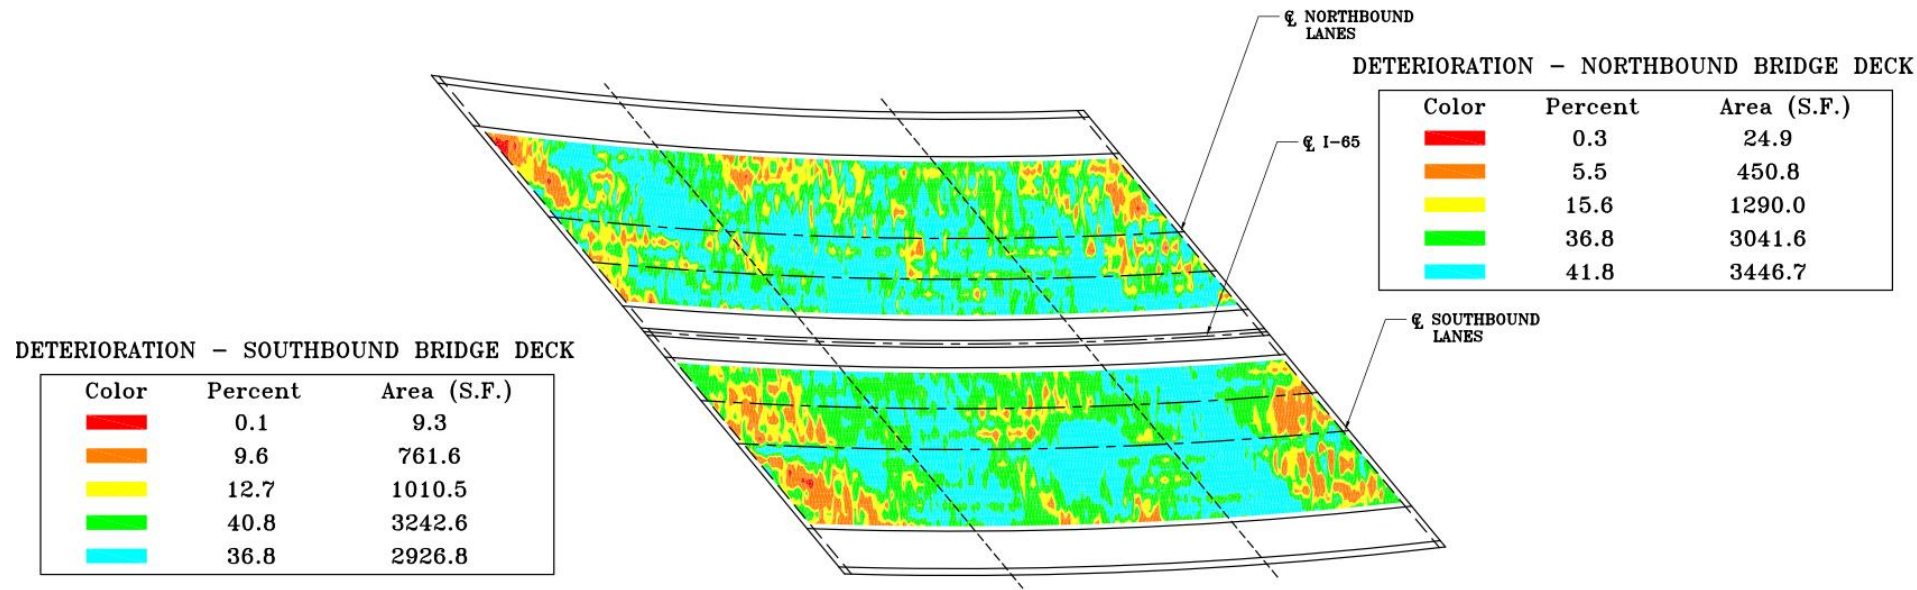 ℄ NORTHBOUND
LANES
DETERIORATION – NORTHBOUND BRIDGE DECK
Color Percent Area (S.F.)
0.3 24.9
5.5 450.8
15.6 1290.0
36.8 3041.6
41.8 3446.7
℄ I-65
℄ SOUTHBOUND
LANES
DETERIORATION – SOUTHBOUND BRIDGE DECK
Color Percent Area (S.F.)
0.1 9.3
9.6 761.6
12.7 1010.5
40.8 3242.6
36.8 2926.8